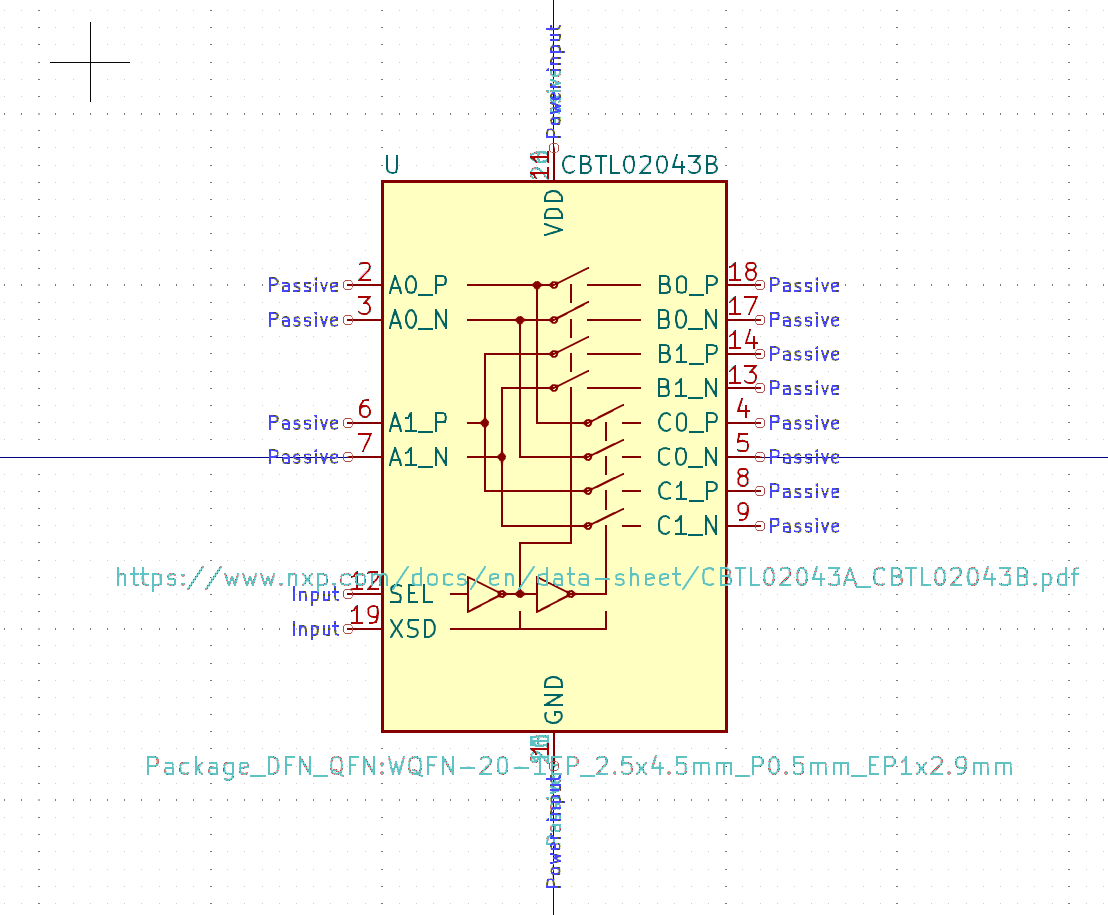 Power input
11
U CBTL02043B
VDD
Passive 2 A0_P B0_P 18 Passive
Passive 3 A0_N B0_N 17 Passive
B1_P 14 Passive
B1_N 13 Passive
Passive 6 A1_P C0_P 4 Passive
Passive 7 A1_N C0_N 5 Passive
C1_P 8 Passive
C1_N 9 Passive
https://www.nxp.com/docs/en/data-sheet/CBTL02043A_CBTL02043B.pdf
Input 12 SEL
Input 19 XSD
GND
Package_DFN_QFN:WQFN-20-1EP_2.5x4.5mm_P0.5mm_EP1x2.9mm
Power input